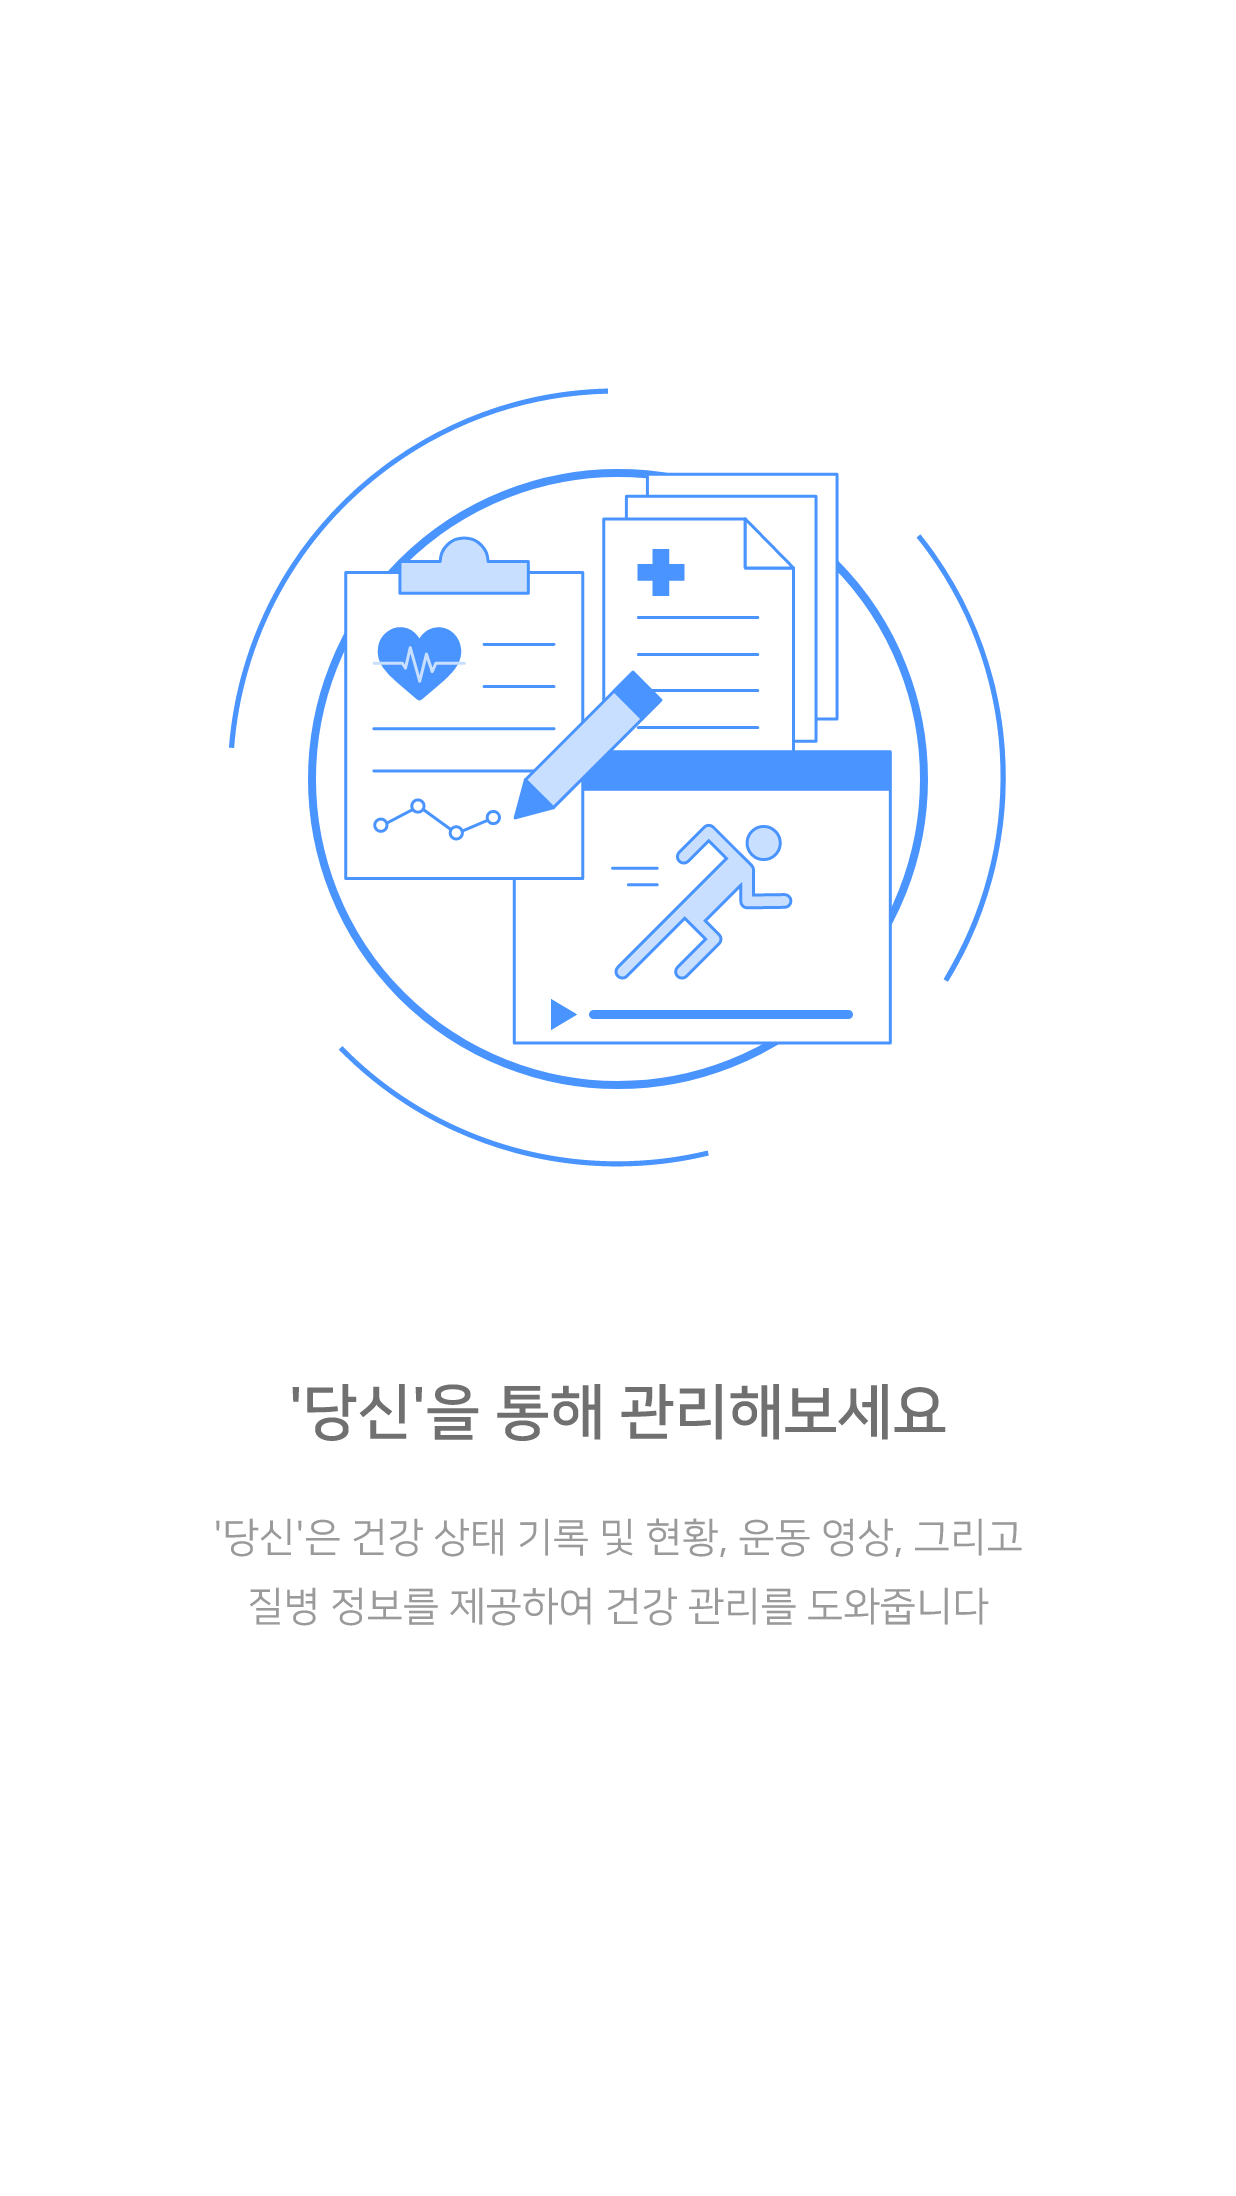 '당신'을 통해 관리해보세요
'당신'은 건강 상태 기록 및 현황, 운동 영상, 그리고
질병 정보를 제공하여 건강 관리를 도와줍니다